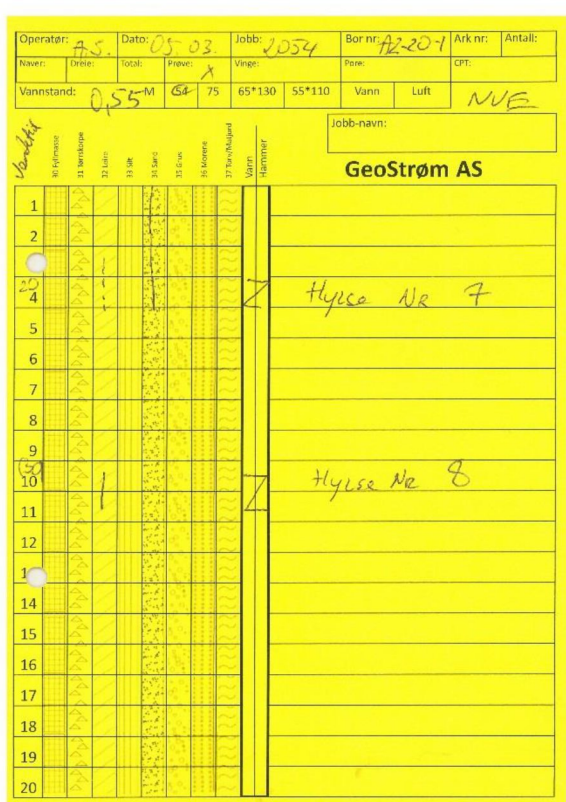 Operatør: A.S. Dato: 05.03. Jobb: 2054 Bor nr: A2-20-1 Ark nr: Antall:
Naver: Dreie: Total: Prøve: X Vinge: Pore: CPT:
Vannstand: 0,55 M 54 75 65*130 55*110 Vann Luft NVE
Jobb-navn:
30 Fyllmasse 31 Tørrskorpe 32 Leire 33 Silt 34 Sand 35 Grus 36 Morene 37 Torv/Matjord Vann Hammer
GeoStrøm AS
1
2
20
4 Hylse Nr 7
5
6
7
8
9
10 Hylse Nr 8
11
12
14
15
16
17
18
19
20